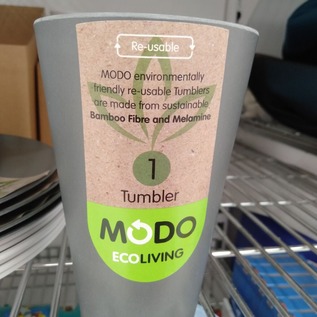 Re-usable
MODO environmentally
friendly re-usable Tumblers
are made from sustainable
Bamboo Fibre and Melamine
1
Tumbler
MODO
ECOLIVING